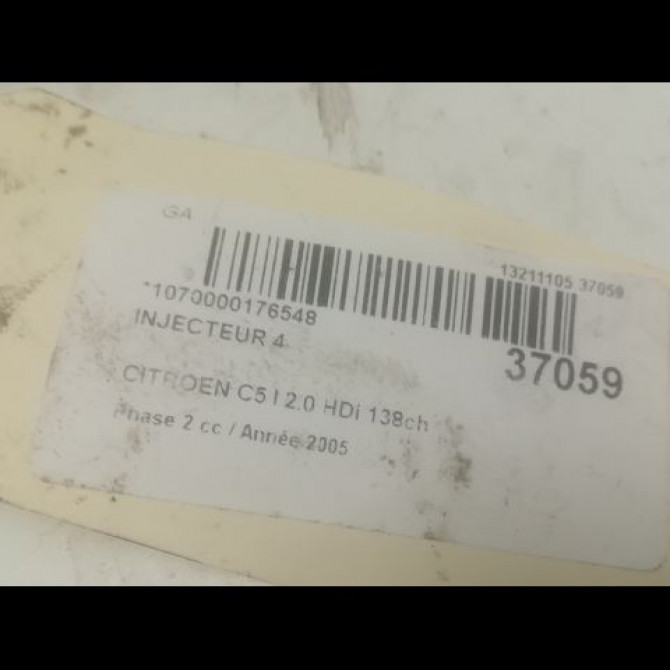 GA
13211105 37059
*1070000176548
INJECTEUR 4
37059
CITROEN C5 I 2.0 HDi 138ch
Phase 2 cc / Année 2005